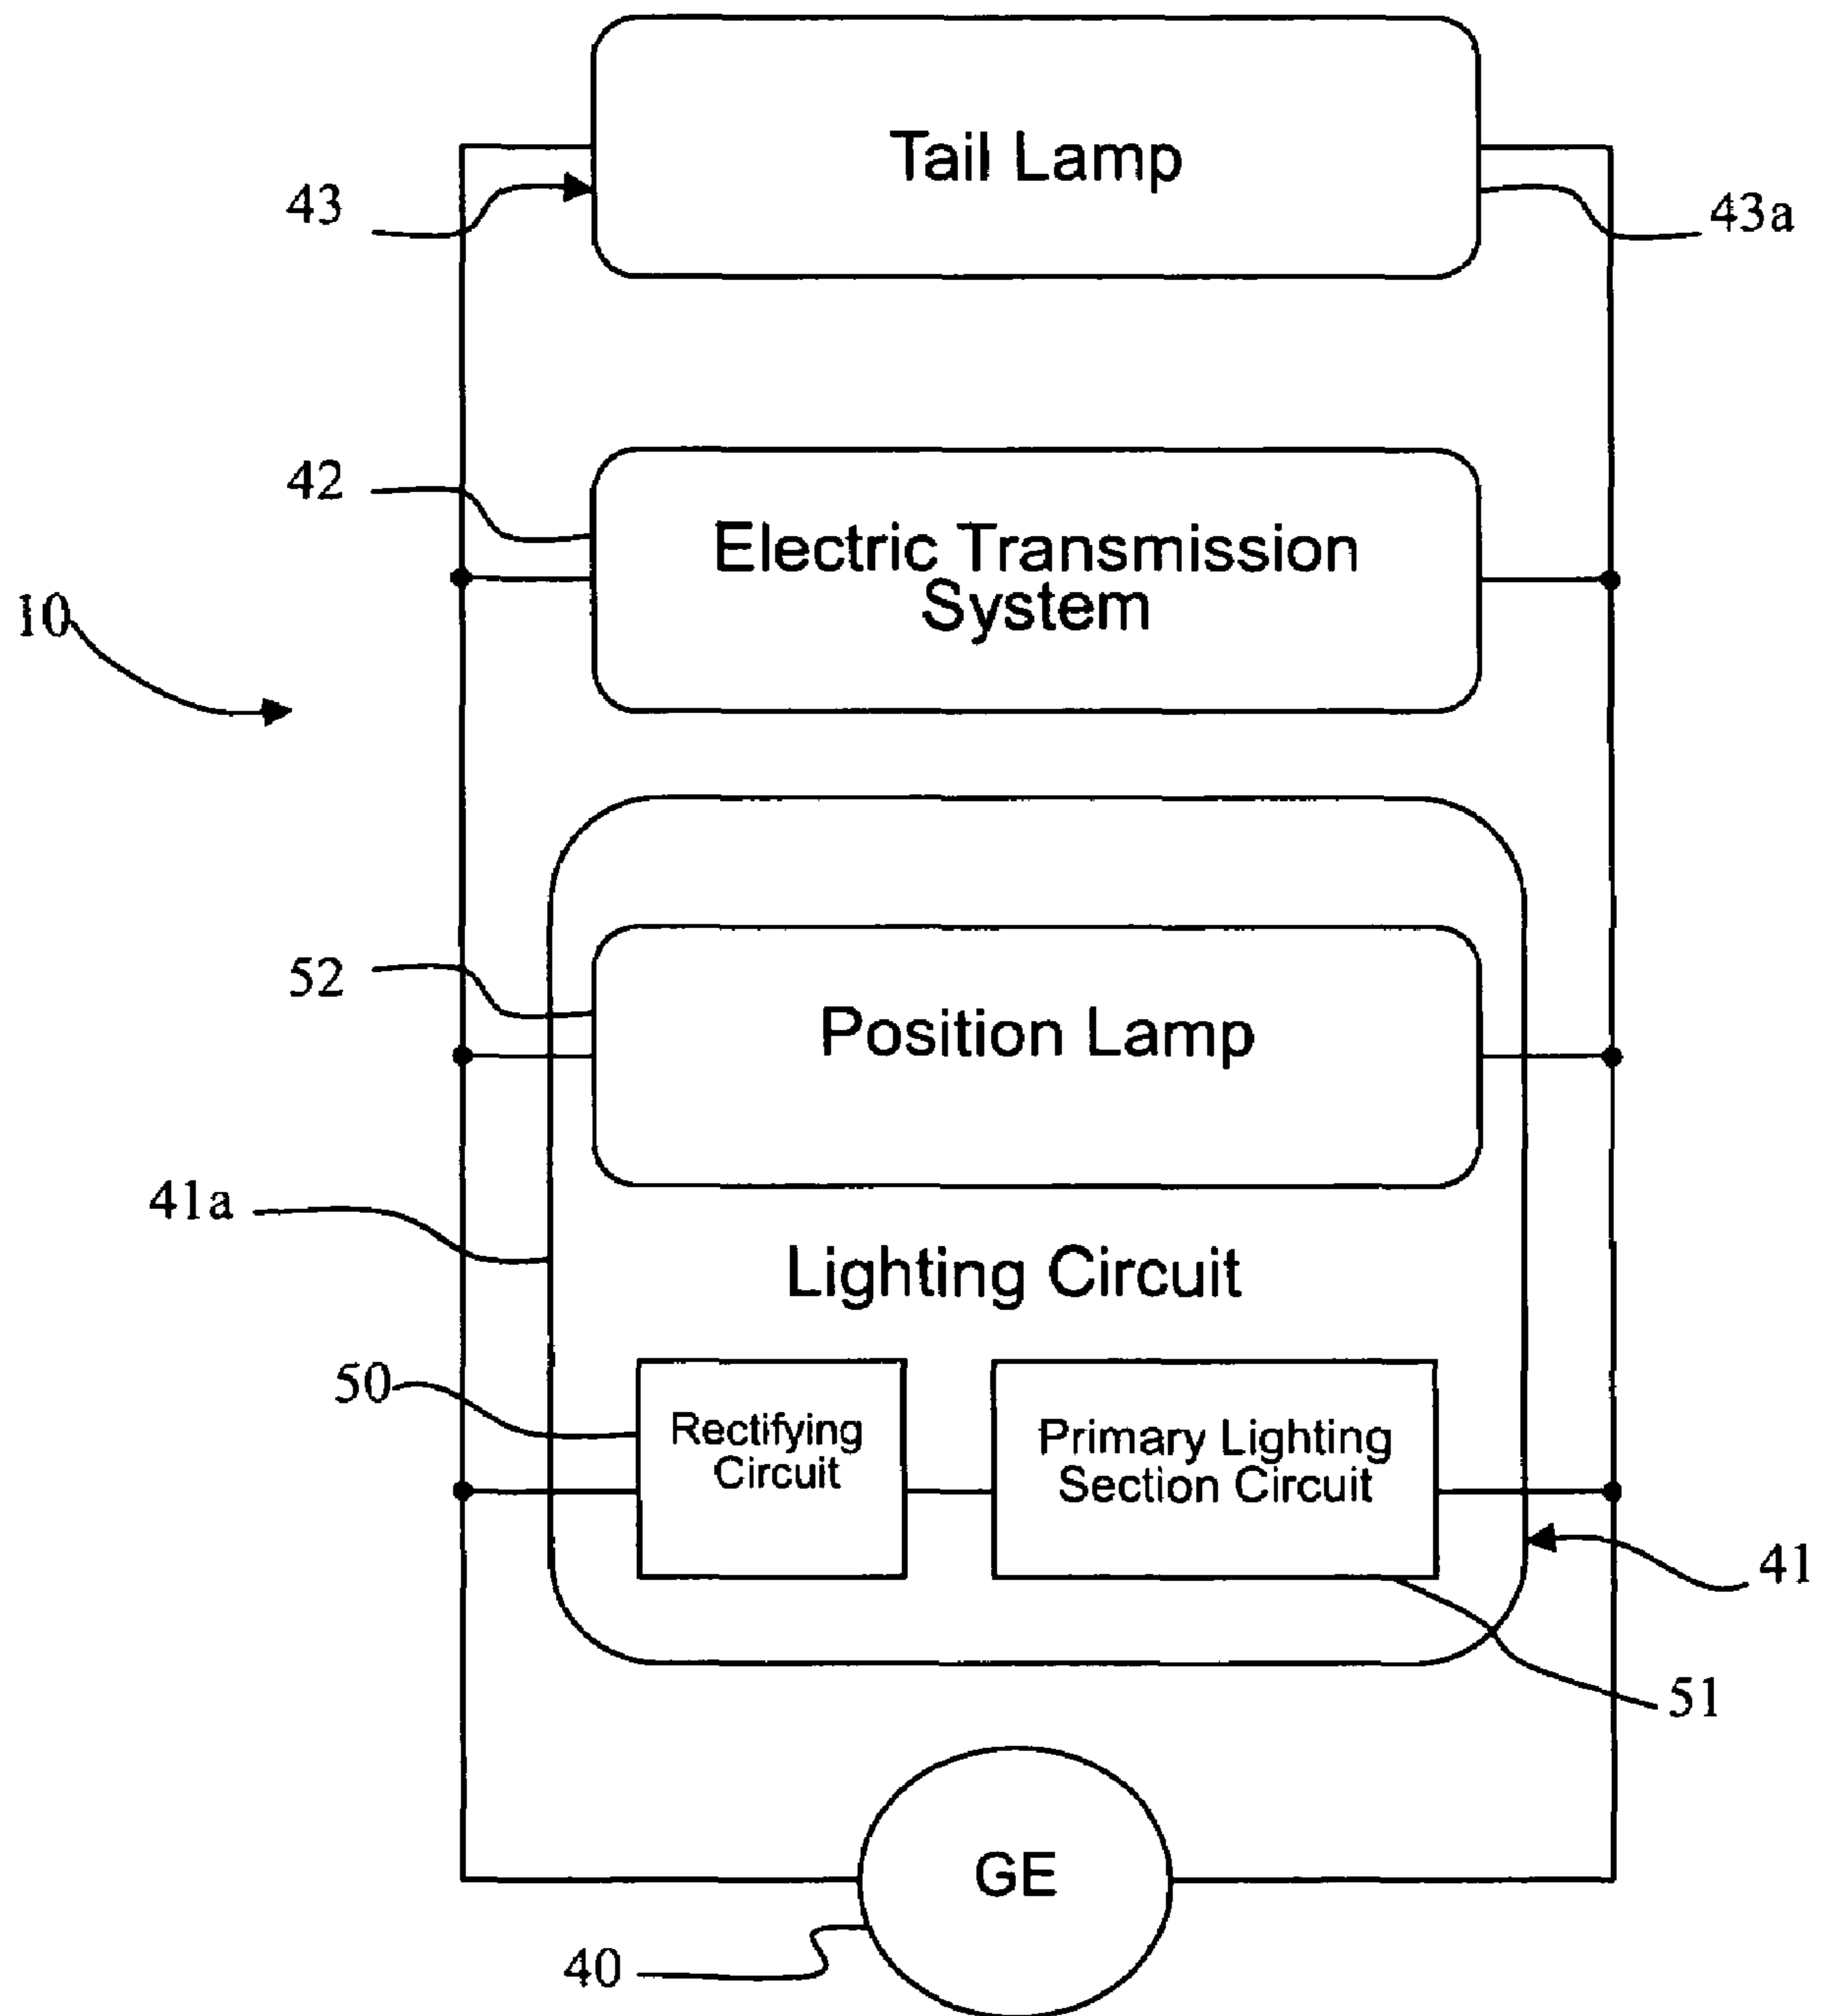 Tail Lamp
43
43a
42
Electric Transmission
System
10
52
Position Lamp
41a
Lighting Circuit
50
Rectifying
Circuit
Primary Lighting
Section Circuit
41
51
GE
40